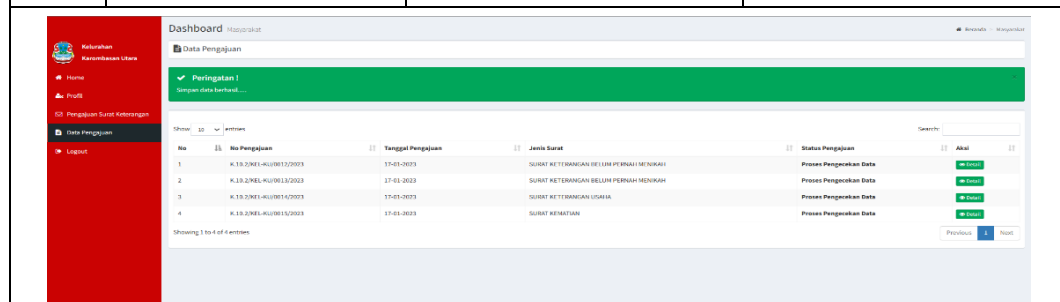 Dashboard Masyarakat
Beranda > Masyarakat
Kelurahan
Karombasan Utara
Home
Profil
Pengajuan Surat Keterangan
Data Pengajuan
Logout
Data Pengajuan
Peringatan !
Simpan data berhasil.....
Show 10 entries
Search:
No No Pengajuan Tanggal Pengajuan Jenis Surat Status Pengajuan Aksi
1 K.10.2/KEL-KU/0012/2023 17-01-2023 SURAT KETERANGAN BELUM PERNAH MENIKAH Proses Pengecekan Data Detail
2 K.10.2/KEL-KU/0013/2023 17-01-2023 SURAT KETERANGAN BELUM PERNAH MENIKAH Proses Pengecekan Data Detail
3 K.10.2/KEL-KU/0014/2023 17-01-2023 SURAT KETERANGAN USAHA Proses Pengecekan Data Detail
4 K.10.2/KEL-KU/0015/2023 17-01-2023 SURAT KEMATIAN Proses Pengecekan Data Detail
Showing 1 to 4 of 4 entries
Previous 1 Next